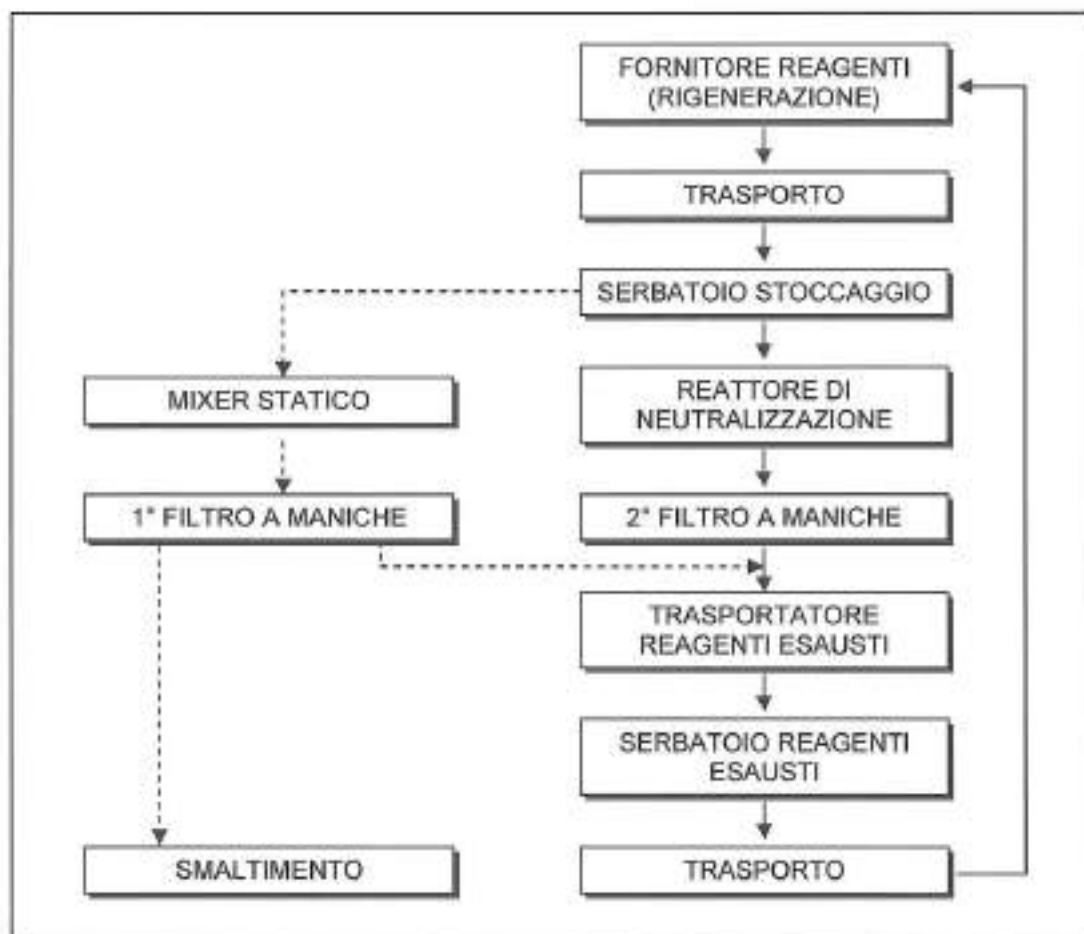 FORNITORE REAGENTI
(RIGENERAZIONE)
TRASPORTO
SERBATOIO STOCCAGGIO
MIXER STATICO
REATTORE DI
NEUTRALIZZAZIONE
1° FILTRO A MANICHE
2° FILTRO A MANICHE
TRASPORTATORE
REAGENTI ESAUSTI
SERBATOIO REAGENTI
ESAUSTI
SMALTIMENTO
TRASPORTO